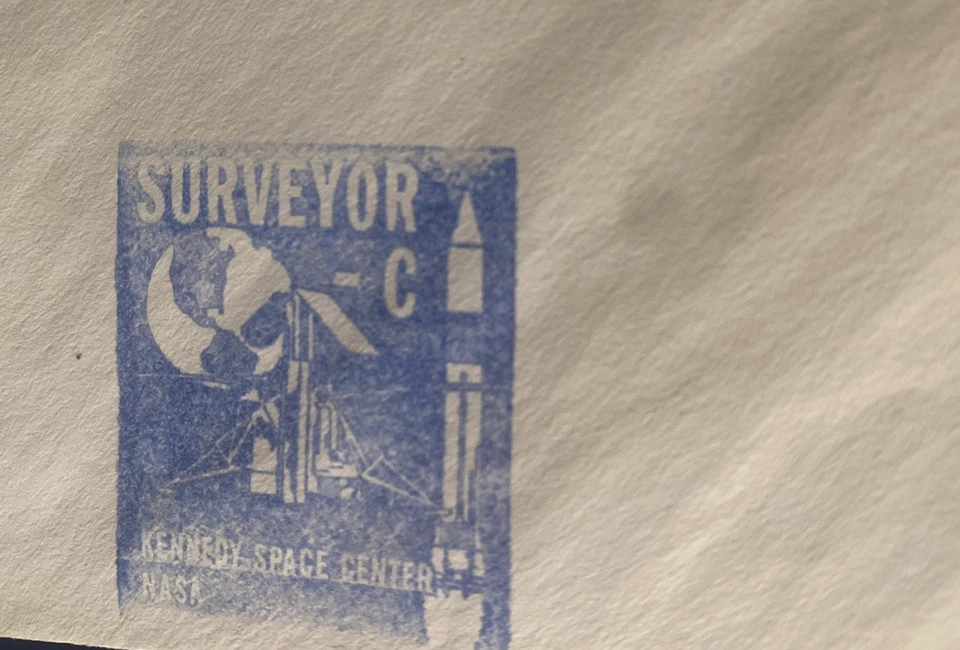 SURVEYOR
- C
KENNEDY SPACE CENTER
NASA